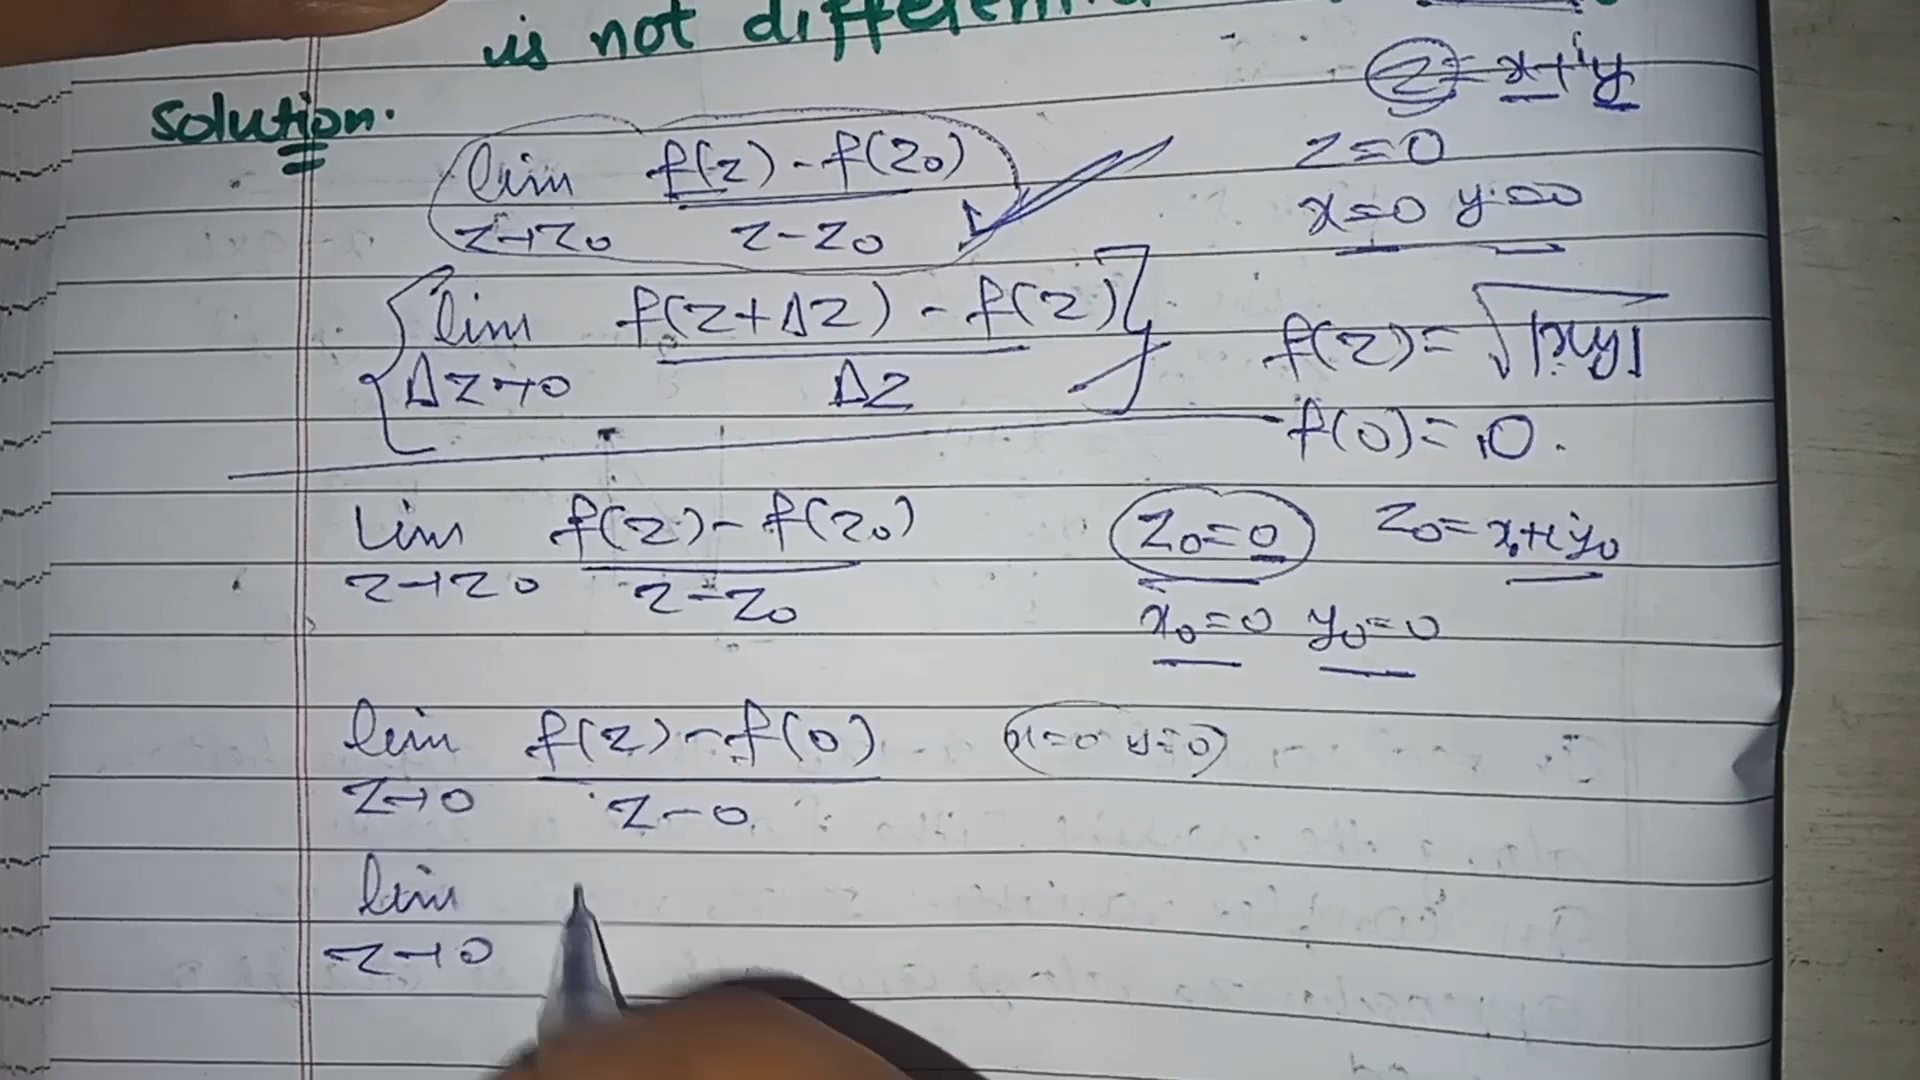 is not
z = x+iy
Solution.
lim f(z) - f(z₀)
z→z₀ z-z₀
z=0
x=0 y=0
lim f(z+Δz) - f(z)
Δz→0 Δz
f(z)= √|xy|
f(0)= 0.
lim f(z) - f(z₀)
z→z₀ z-z₀
z₀=0 z₀=x₀+iy₀
x₀=0 y₀=0
lim f(z) - f(0) (x=0 y=0)
z→0 z-0
lim
z→0